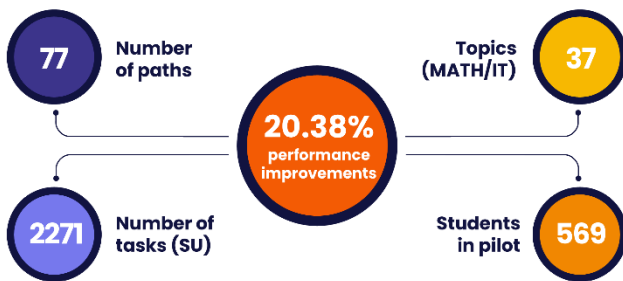 77
Number
of paths
Topics
(MATH/IT)
37
20.38%
performance
improvements
2271
Number of
tasks (SU)
Students
in pilot
569